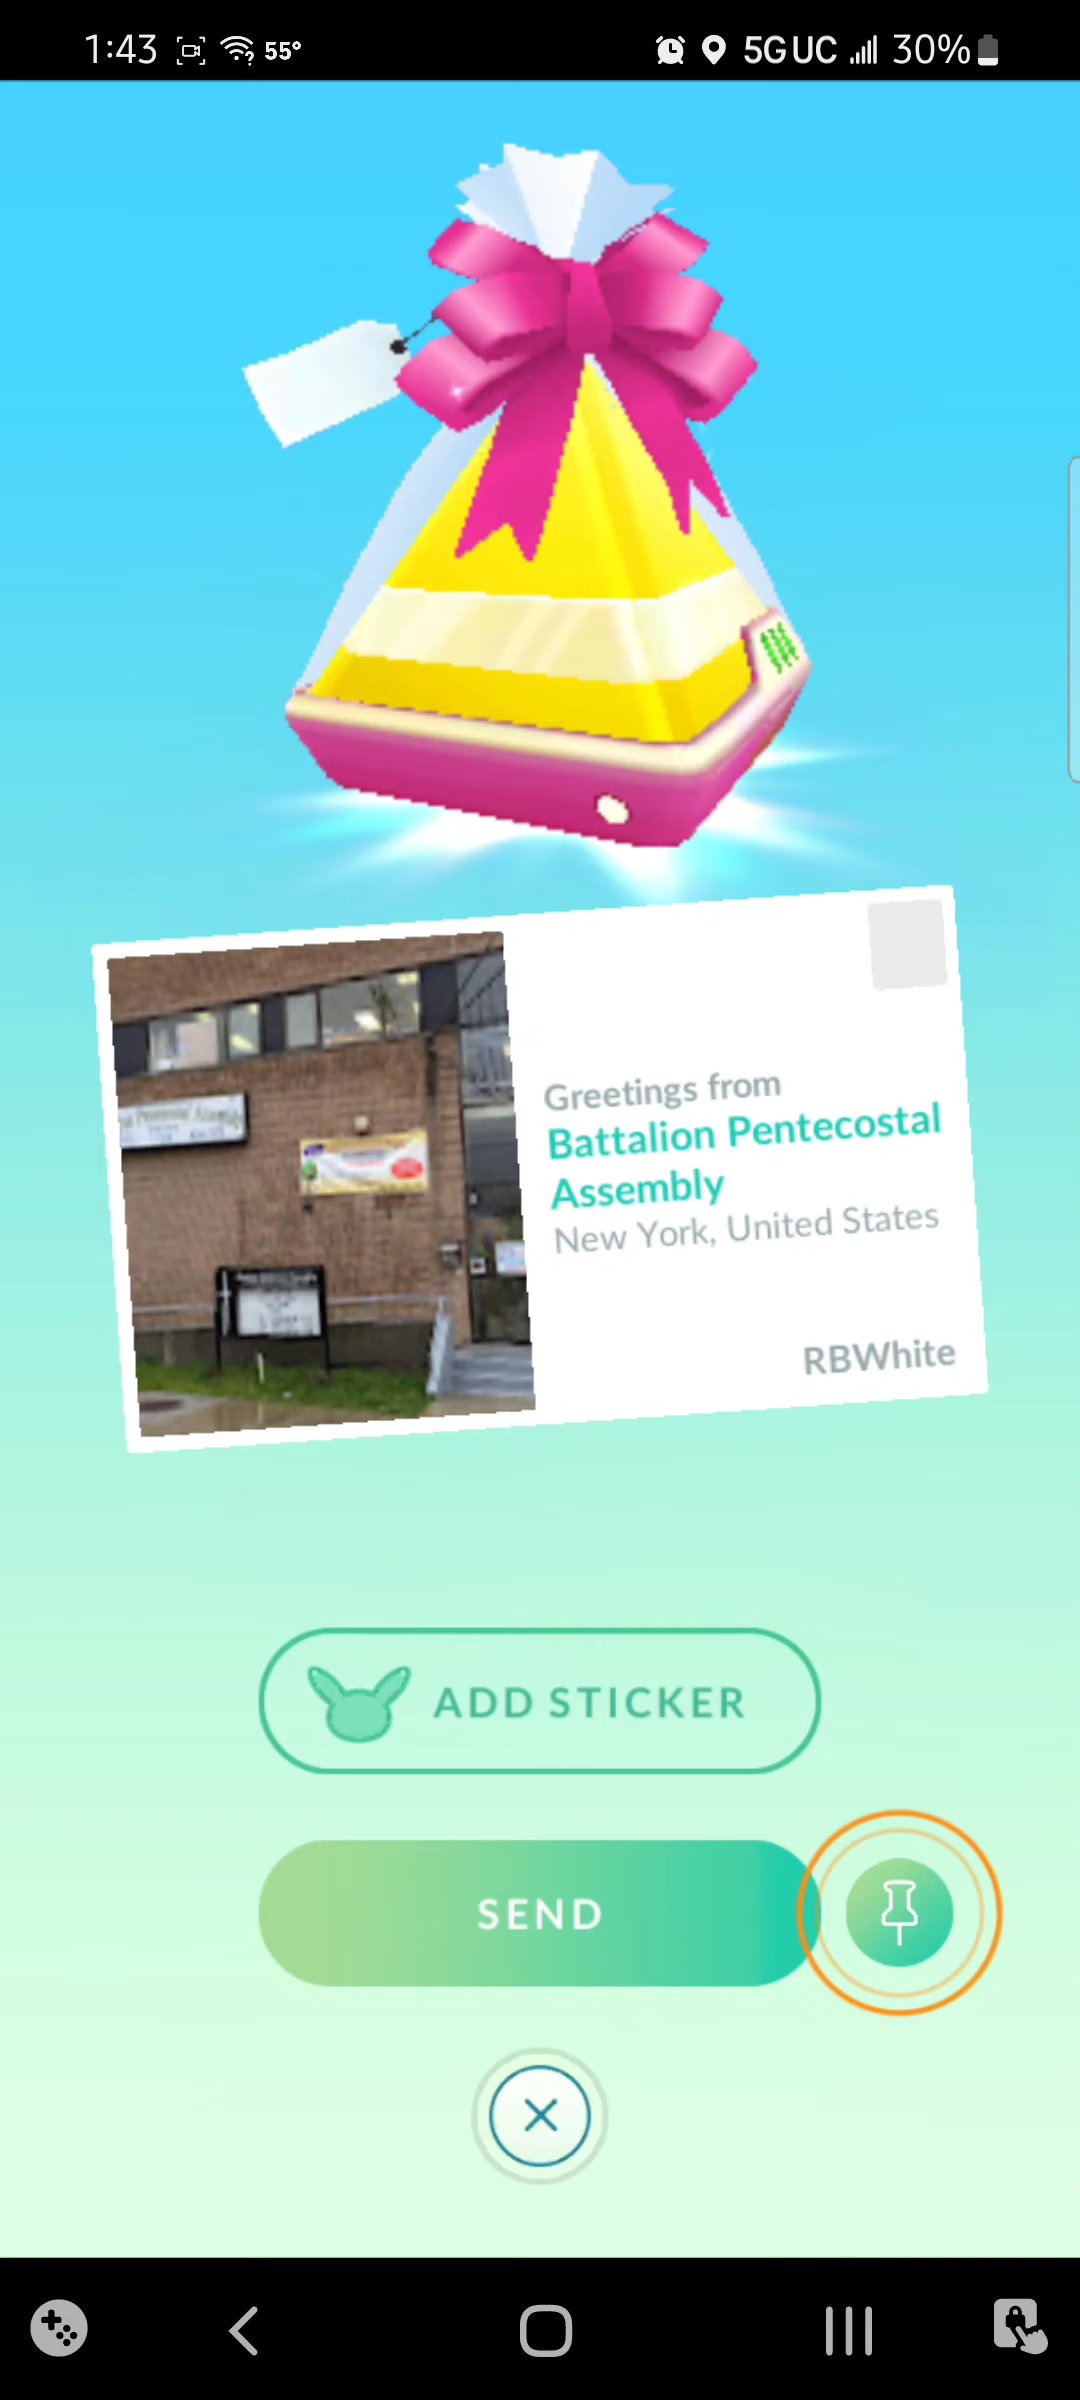 1:43
55°
5G UC
30%
Greetings from
Battalion Pentecostal
Assembly
New York, United States
RBWhite
ADD STICKER
SEND